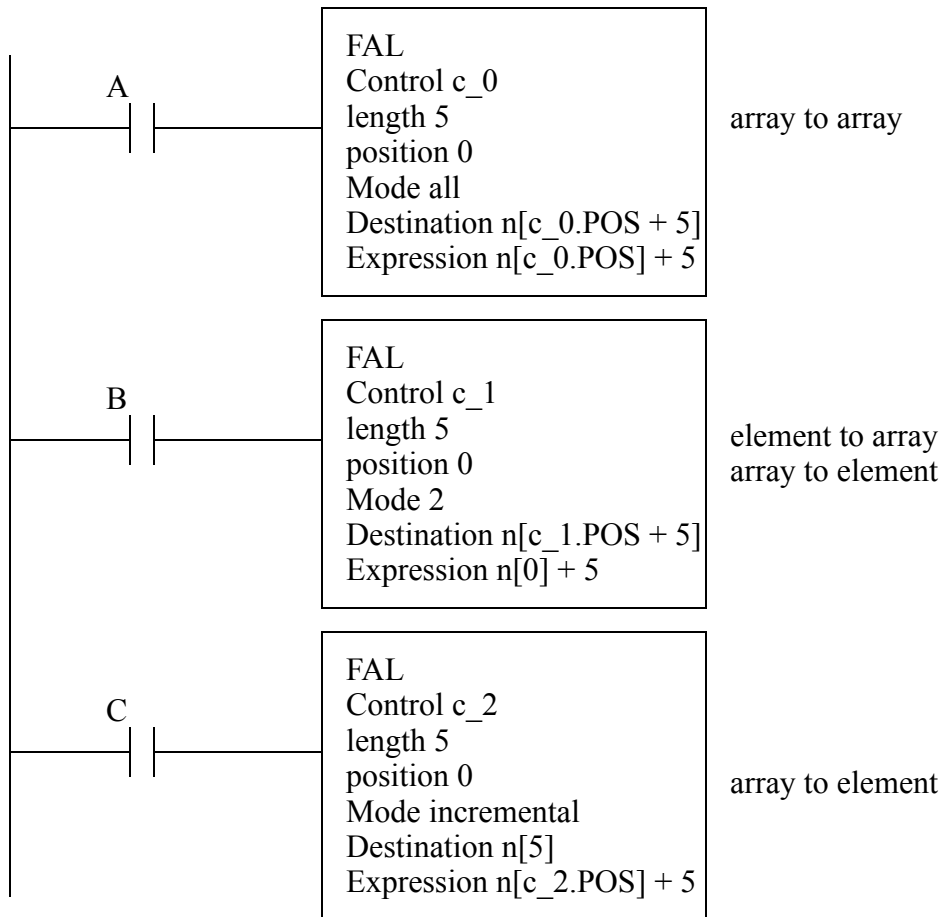 A
FAL
Control c_0
length 5
position 0
Mode all
Destination n[c_0.POS + 5]
Expression n[c_0.POS] + 5
array to array
B
FAL
Control c_1
length 5
position 0
Mode 2
Destination n[c_1.POS + 5]
Expression n[0] + 5
element to array
array to element
C
FAL
Control c_2
length 5
position 0
Mode incremental
Destination n[5]
Expression n[c_2.POS] + 5
array to element